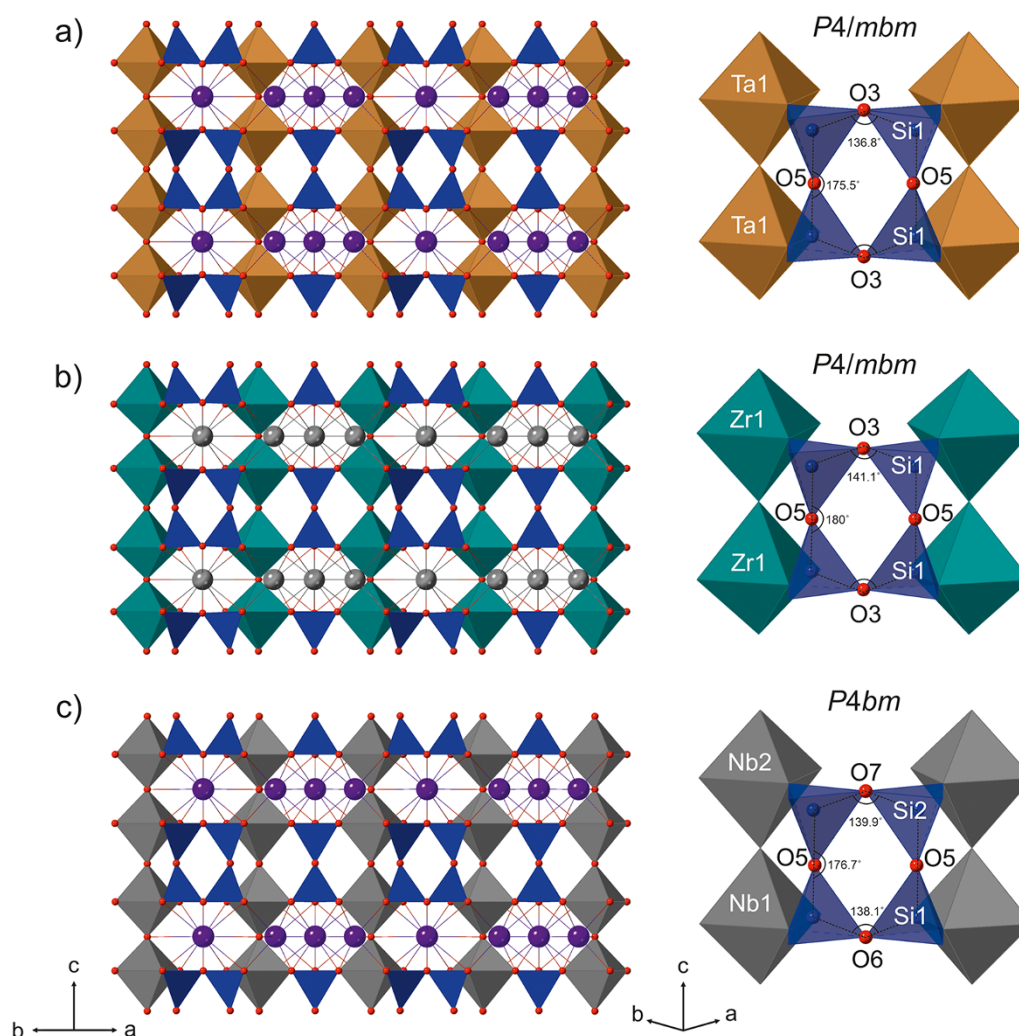 a)
P4/mbm
Ta1
O3
Si1
136.8°
O5
175.5°
O5
Ta1
Si1
O3
b)
P4/mbm
Zr1
O3
Si1
141.1°
O5
180°
O5
Zr1
Si1
O3
c)
P4bm
Nb2
O7
Si2
139.9°
O5
176.7°
O5
Nb1
138.1°
Si1
O6
c
b
a
c
b
a